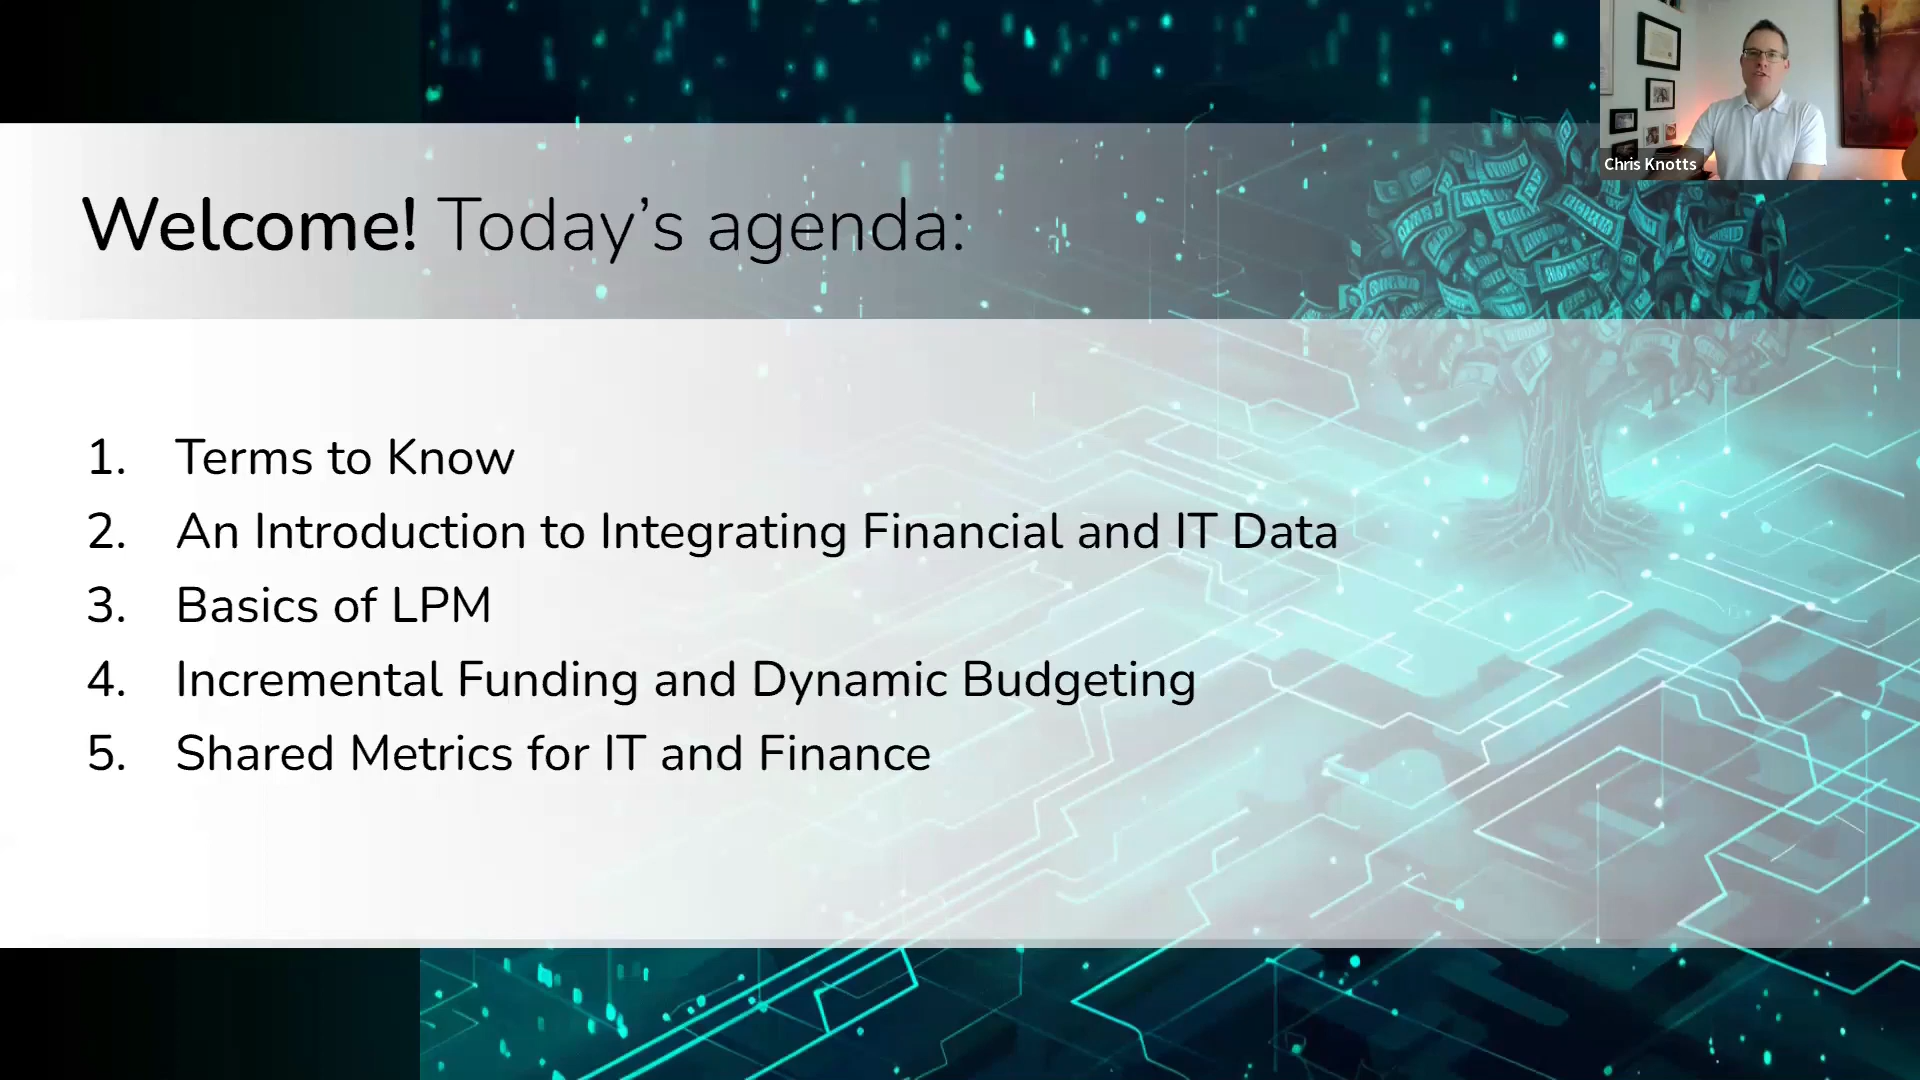 Chris Knotts
Welcome! Today’s agenda:
1. Terms to Know
2. An Introduction to Integrating Financial and IT Data
3. Basics of LPM
4. Incremental Funding and Dynamic Budgeting
5. Shared Metrics for IT and Finance